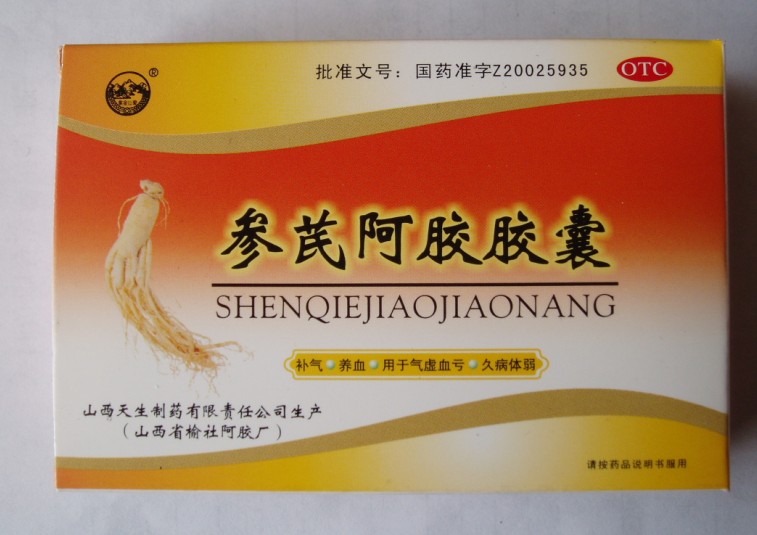 批准文号：国药准字Z20025935
OTC
®
参芪阿胶胶囊
SHENQIEJIAOJIAONANG
补气 养血 用于气虚血亏 久病体弱
山西天生制药有限责任公司生产
（山西省榆社阿胶厂）
请按药品说明书服用